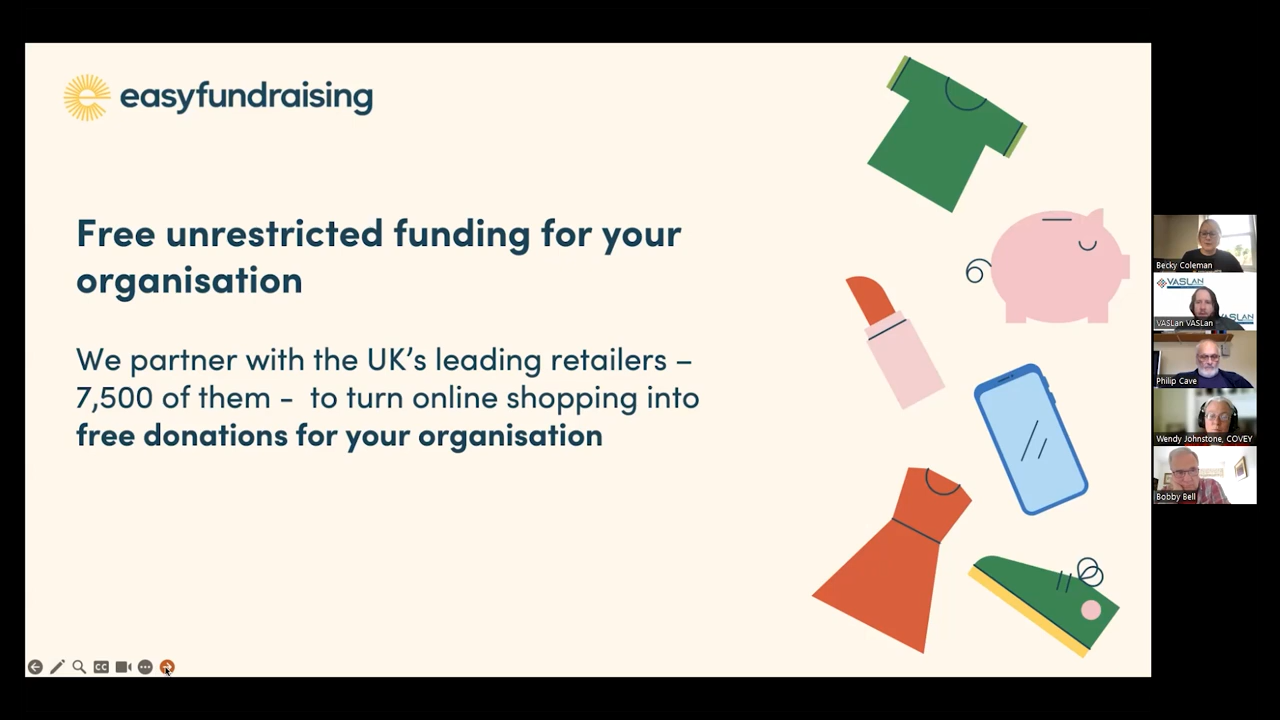 easyfundraising
Free unrestricted funding for your
organisation
We partner with the UK's leading retailers –
7,500 of them -  to turn online shopping into
free donations for your organisation
CC
Becky Coleman
VASLan
VASLan VASLan
Philip Cave
Wendy Johnstone, COVEY
Bobby Bell